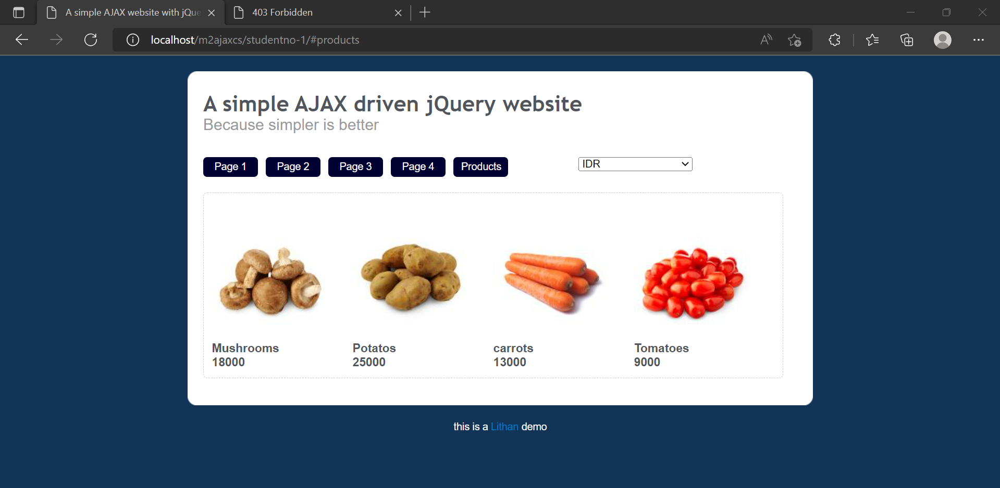 A simple AJAX website with jQue
403 Forbidden
localhost/m2ajaxcs/studentno-1/#products
A simple AJAX driven jQuery website
Because simpler is better
Page 1 Page 2 Page 3 Page 4 Products IDR
Mushrooms Potatos carrots Tomatoes
18000 25000 13000 9000
this is a Lithan demo